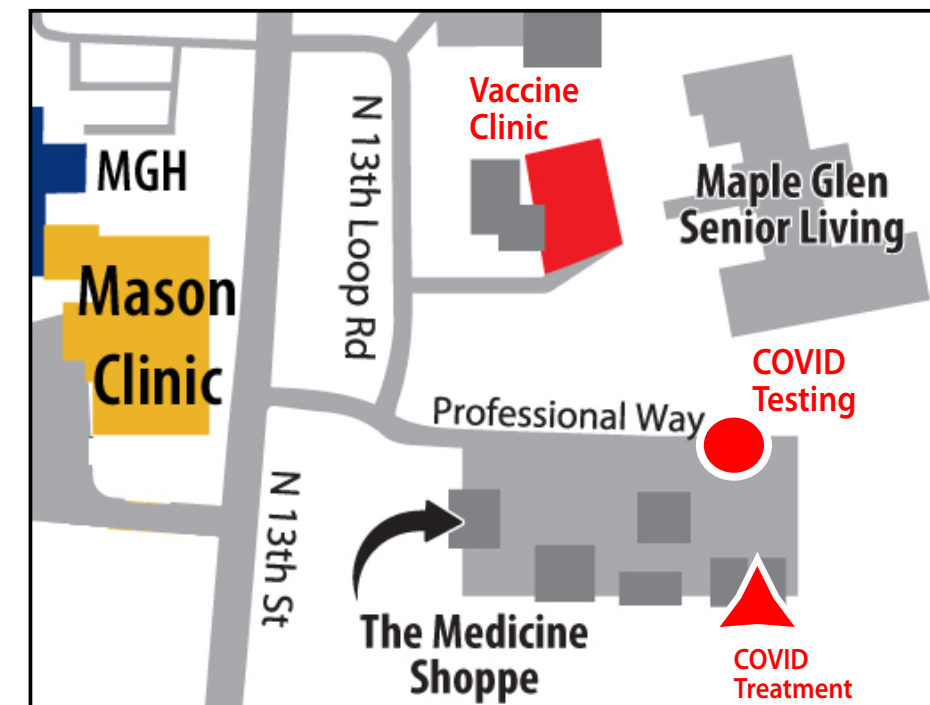 Vaccine
Clinic
N 13th Loop Rd
MGH
Maple Glen
Senior Living
Mason
Clinic
COVID
Testing
Professional Way
N 13th St
The Medicine
Shoppe
COVID
Treatment